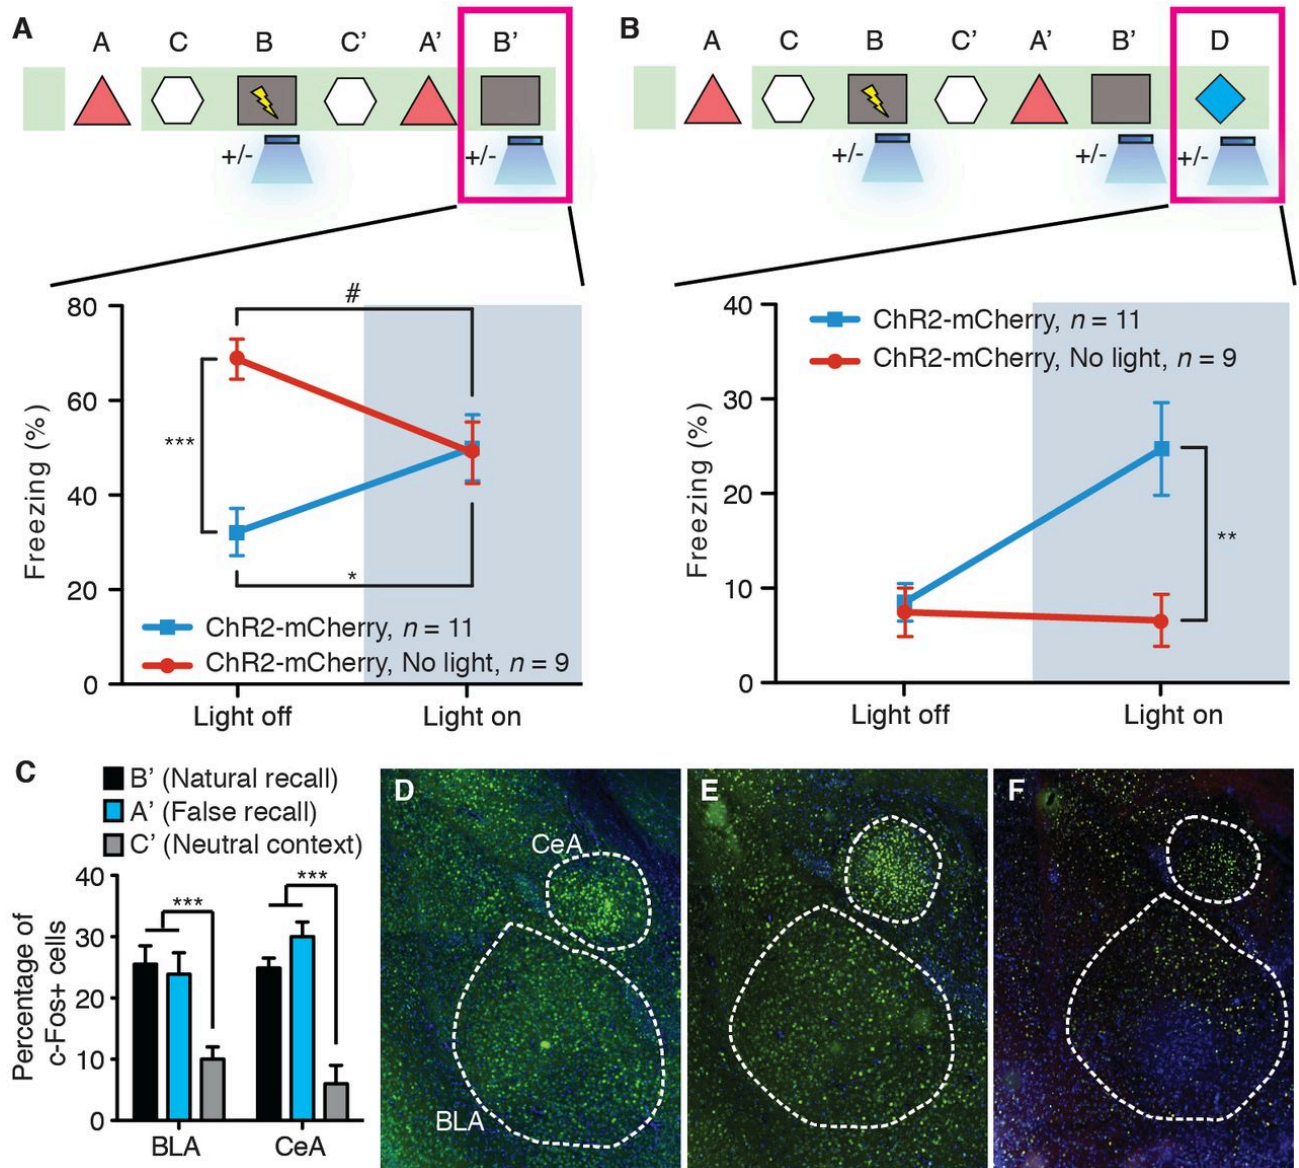 A
A C B C' A' B'
+/-
+/-
80
60
40
20
0
Freezing (%)
#
***
*
ChR2-mCherry, n = 11
ChR2-mCherry, No light, n = 9
Light off Light on
B
A C B C' A' B' D
+/-
+/-
+/-
40
30
20
10
0
Freezing (%)
ChR2-mCherry, n = 11
ChR2-mCherry, No light, n = 9
**
Light off Light on
C
B' (Natural recall)
A' (False recall)
C' (Neutral context)
40
30
20
10
0
Percentage of
c-Fos+ cells
***
***
BLA CeA
D
CeA
BLA
E
F